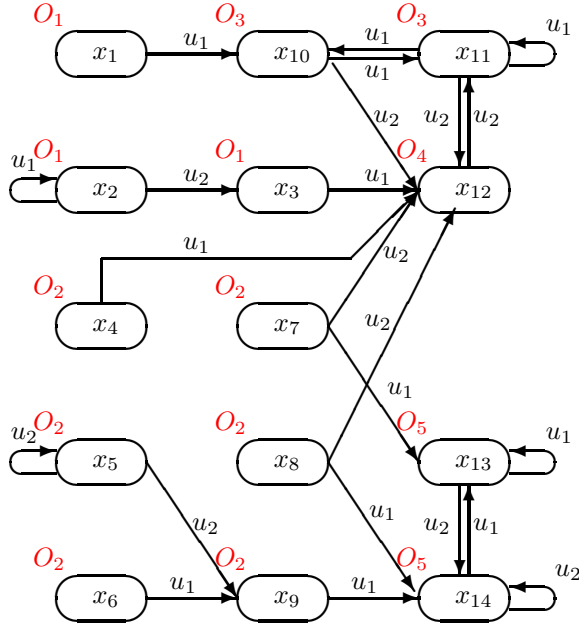 O₁ O₃ O₃
u₁
x₁ u₁ x₁₀ u₁ x₁₁
u₁
u₂ u₂ u₂
O₁ O₁ O₄
u₁ x₂ u₂ x₃ u₁ x₁₂
u₁ u₂
O₂ O₂
x₄ x₇ u₂
u₁
O₂ O₂ O₅
u₂ x₅ x₈ x₁₃ u₁
u₂ u₁ u₂ u₁
O₂ O₂ O₅
x₆ u₁ x₉ u₁ x₁₄ u₂